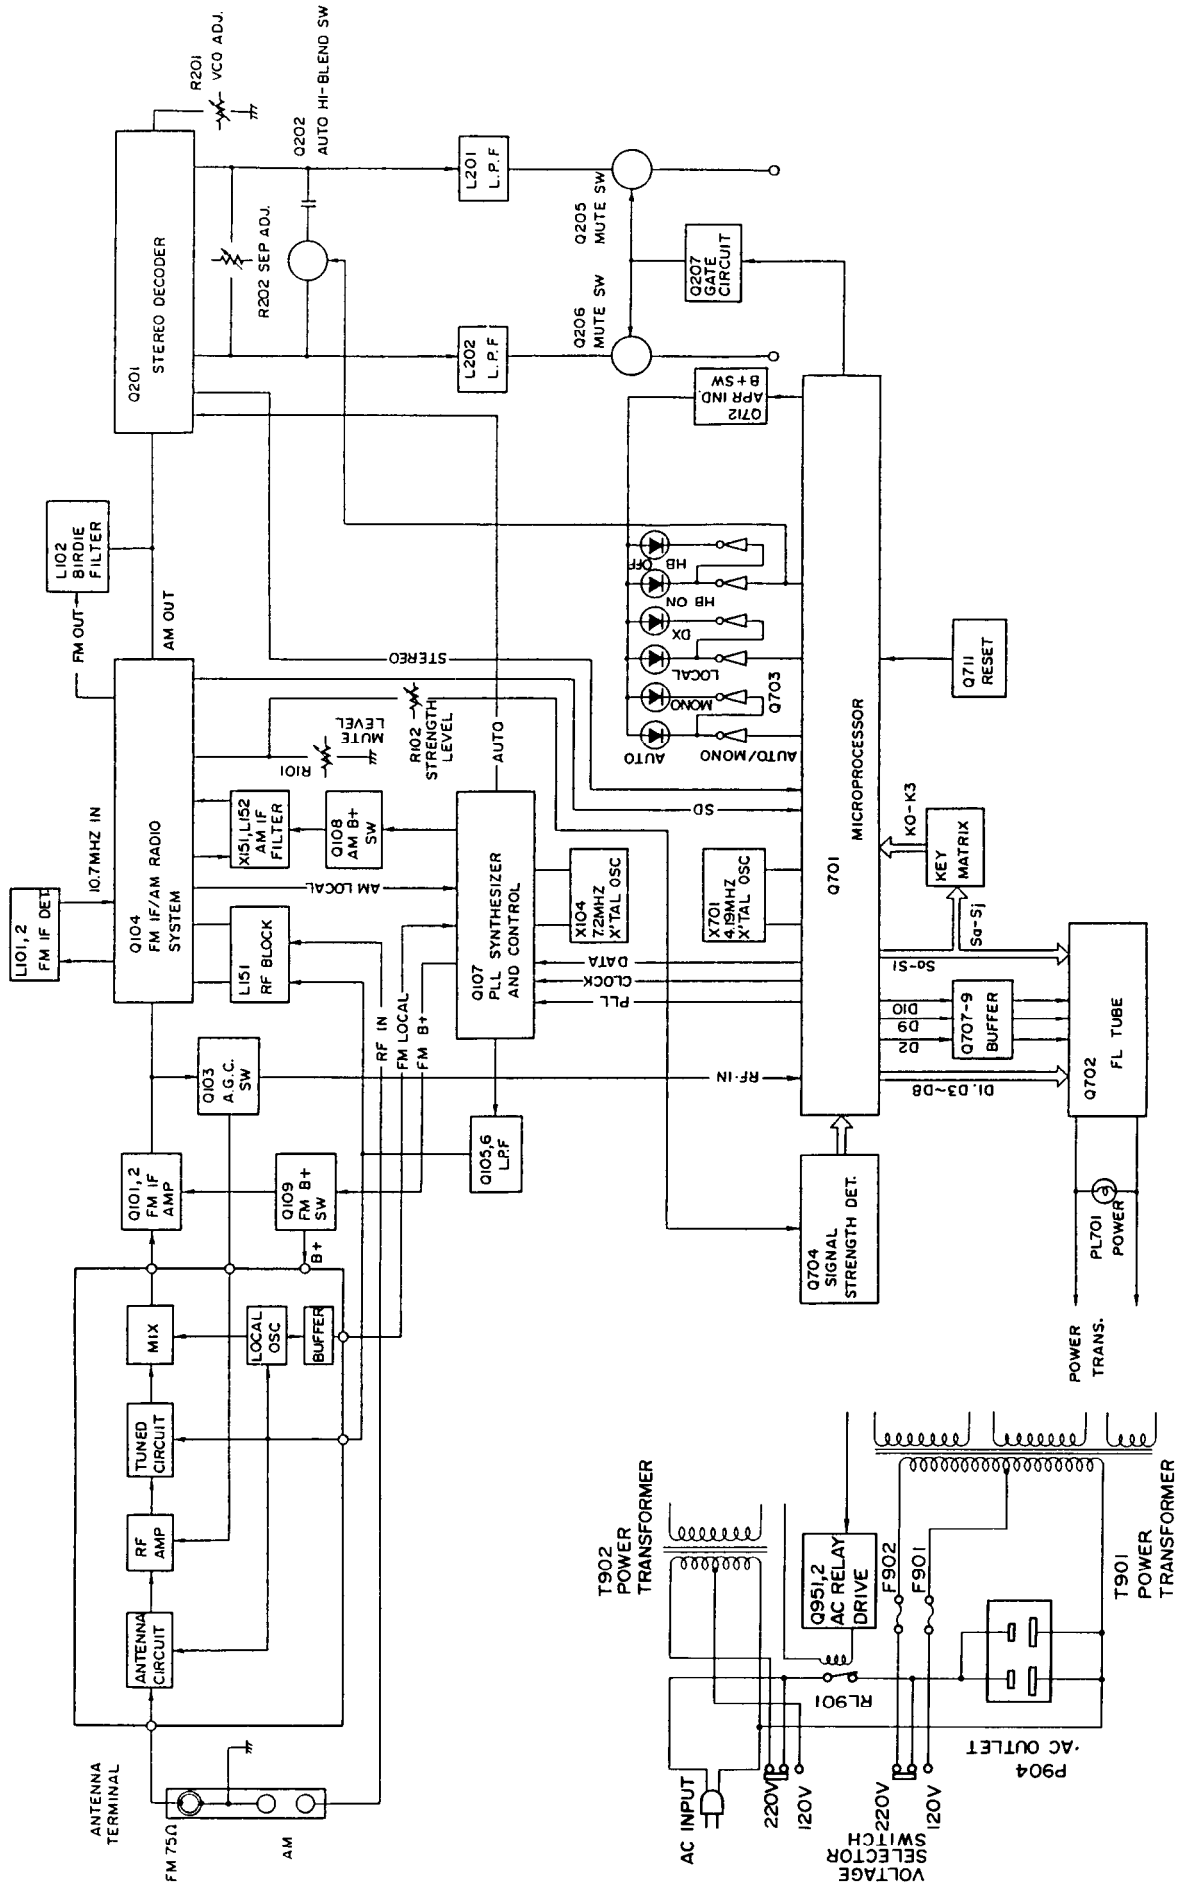 ANTENNA
TERMINAL
FM 75Ω
AM
ANTENNA
CIRCUIT
RF
AMP
TUNED
CIRCUIT
MIX
LOCAL
OSC
BUFFER
B+
Q101,2
FM IF
AMP
Q109
FM B+
SW
Q103
A.G.C.
SW
L101,2
FM IF DET.
10.7MHZ IN
Q104
FM IF/AM RADIO
SYSTEM
FM OUT
AM OUT
L102
BIRDIE
FILTER
Q201
STEREO DECODER
R201
VCO ADJ.
R202 SEP ADJ.
Q202
AUTO HI-BLEND SW
L201
L.P.F
L202
L.P.F
Q205
MUTE SW
Q206
MUTE SW
Q207
GATE
CIRCUIT
L151
RF BLOCK
X151,L152
AM IF
FILTER
Q108
AM B+
SW
R101
MUTE
LEVEL
R102
STRENGTH
LEVEL
AM LOCAL
RF IN
FM LOCAL
FM B+
Q105,6
L.P.F
Q107
PLL SYNTHESIZER
AND CONTROL
X104
7.2MHZ
X'TAL OSC
AUTO
STEREO
SD
RF-IN
PLL
CLOCK
DATA
X701
4.19MHZ
X'TAL OSC
AUTO
MONO
LOCAL
DX
HB ON
HB
OFF
AUTO/MONO
Q703
Q712
APR IND.
B+SW
Q701
MICROPROCESSOR
Q704
SIGNAL
STRENGTH DET.
Q711
RESET
KEY
MATRIX
K0-K3
Sa-Sj
Sa-Si
D10
D9
D2
Q707-9
BUFFER
D1.D3~D8
Q702
FL TUBE
PL701
POWER
POWER
TRANS.
AC INPUT
220V
120V
VOLTAGE
SELECTOR
SWITCH
220V
120V
T902
POWER
TRANSFORMER
Q951,2
AC RELAY
DRIVE
RL901
F902
F901
P904
AC OUTLET
T901
POWER
TRANSFORMER